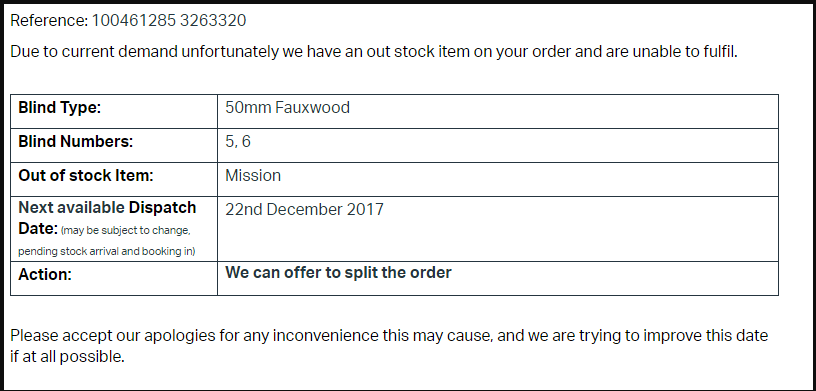 Reference: 100461285 3263320
Due to current demand unfortunately we have an out stock item on your order and are unable to fulfil.
Blind Type: 50mm Fauxwood
Blind Numbers: 5, 6
Out of stock Item: Mission
Next available Dispatch 22nd December 2017
Date: (may be subject to change,
pending stock arrival and booking in)
Action: We can offer to split the order
Please accept our apologies for any inconvenience this may cause, and we are trying to improve this date
if at all possible.